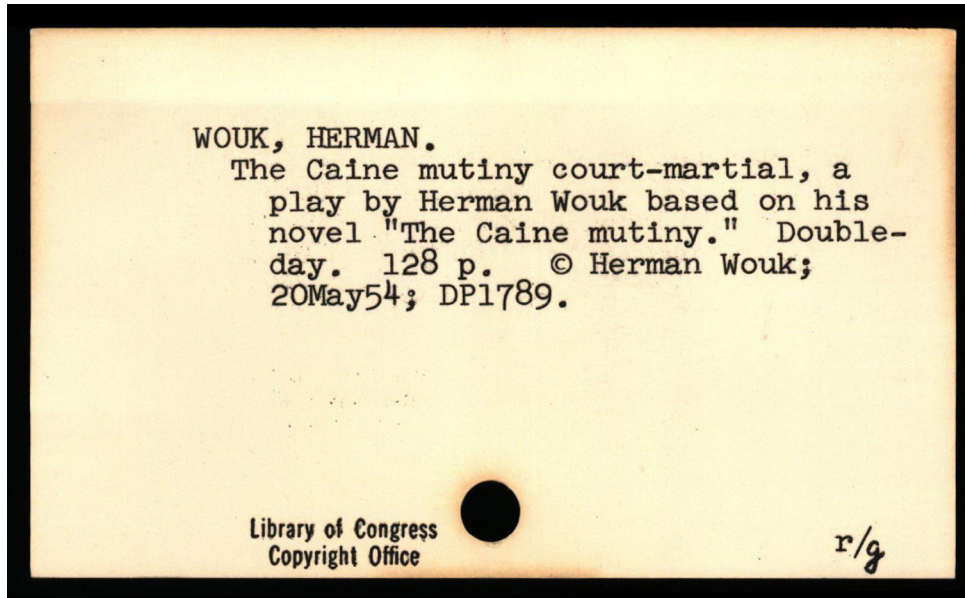 WOUK, HERMAN.
The Caine mutiny court-martial, a
play by Herman Wouk based on his
novel "The Caine mutiny." Double-
day. 128 p. © Herman Wouk;
20May54; DP1789.
Library of Congress
Copyright Office
r/g